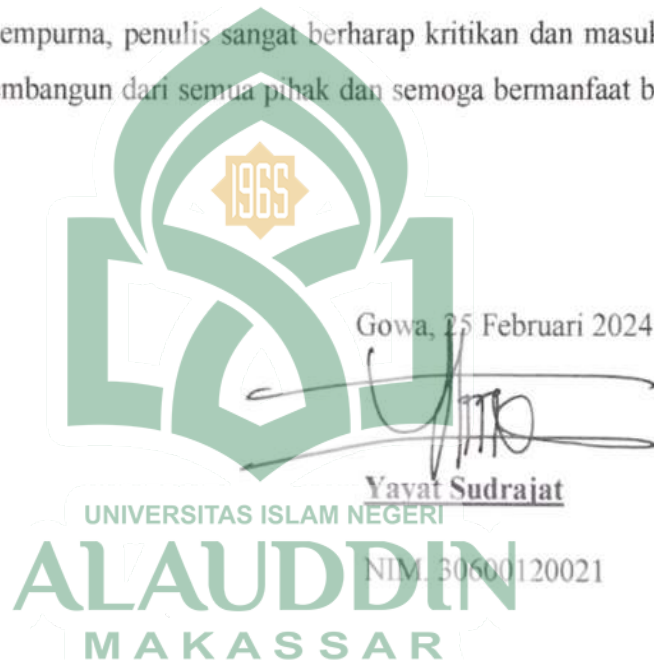 empurna, penulis sangat berharap kritikan dan masuk
mbangun dari semua pihak dan semoga bermanfaat b
1965
Gowa, 25 Februari 2024
Yayat Sudrajat
UNIVERSITAS ISLAM NEGERI
NIM. 30600120021
ALAUDDIN
MAKASSAR